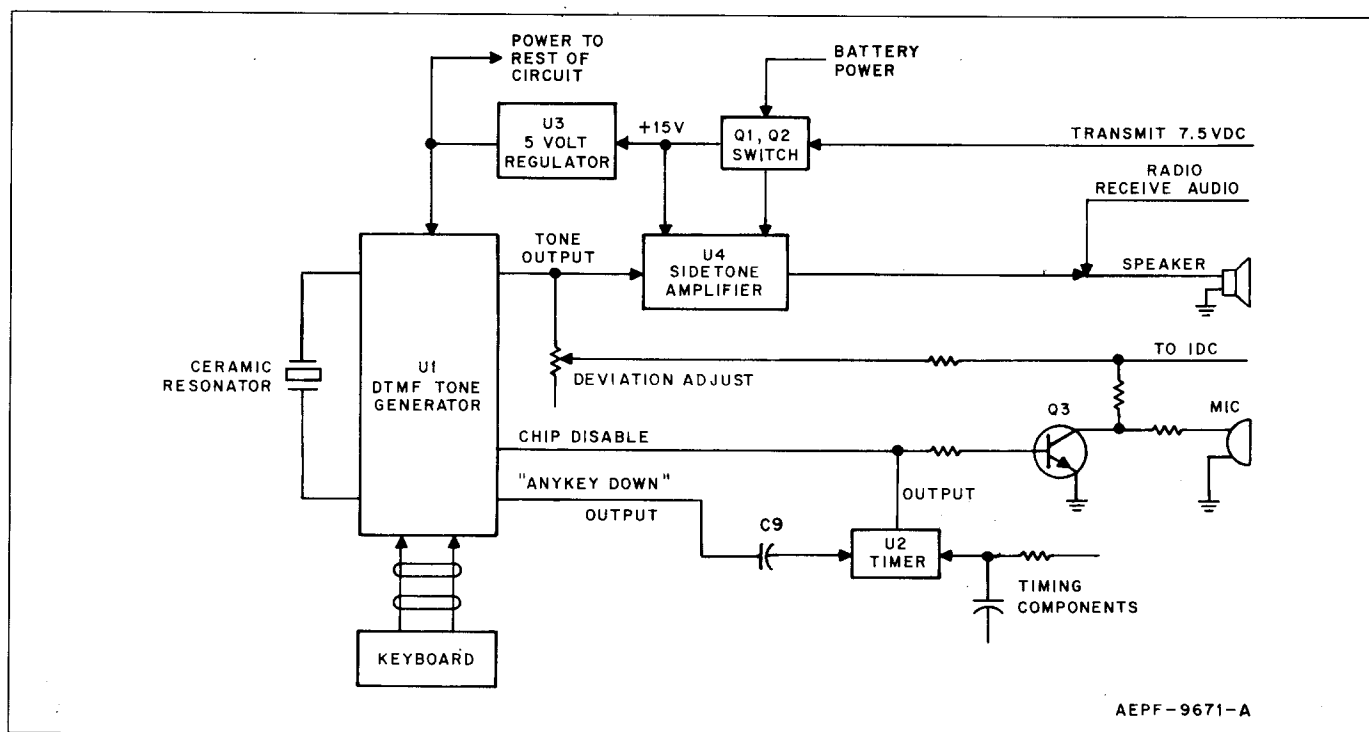 POWER TO
REST OF
CIRCUIT
BATTERY
POWER
U3
5 VOLT
REGULATOR
+15V
Q1, Q2
SWITCH
TRANSMIT 7.5VDC
RADIO
RECEIVE AUDIO
TONE
OUTPUT
U4
SIDETONE
AMPLIFIER
SPEAKER
CERAMIC
RESONATOR
U1
DTMF TONE
GENERATOR
DEVIATION ADJUST
TO IDC
Q3
MIC
CHIP DISABLE
"ANYKEY DOWN"
OUTPUT
OUTPUT
C9
U2
TIMER
TIMING
COMPONENTS
KEYBOARD
AEPF-9671-A